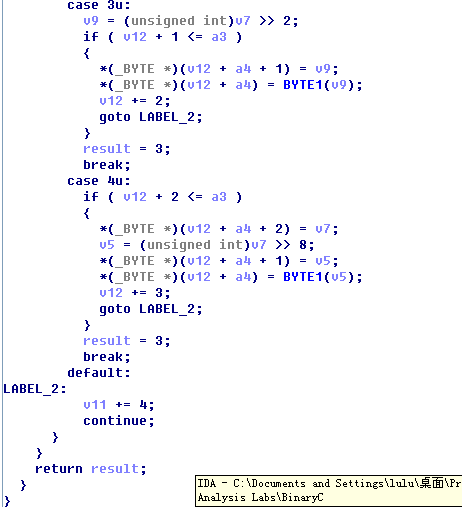 case 3u:
v9 = (unsigned int)v7 >> 2;
if ( v12 + 1 <= a3 )
{
*(_BYTE *)(v12 + a4 + 1) = v9;
*(_BYTE *)(v12 + a4) = BYTE1(v9);
v12 += 2;
goto LABEL_2;
}
result = 3;
break;
case 4u:
if ( v12 + 2 <= a3 )
{
*(_BYTE *)(v12 + a4 + 2) = v7;
v5 = (unsigned int)v7 >> 8;
*(_BYTE *)(v12 + a4 + 1) = v5;
*(_BYTE *)(v12 + a4) = BYTE1(v5);
v12 += 3;
goto LABEL_2;
}
result = 3;
break;
default:
LABEL_2:
v11 += 4;
continue;
}
}
return result;
}
}
IDA - C:\Documents and Settings\lulu\桌面\Pr
Analysis Labs\BinaryC